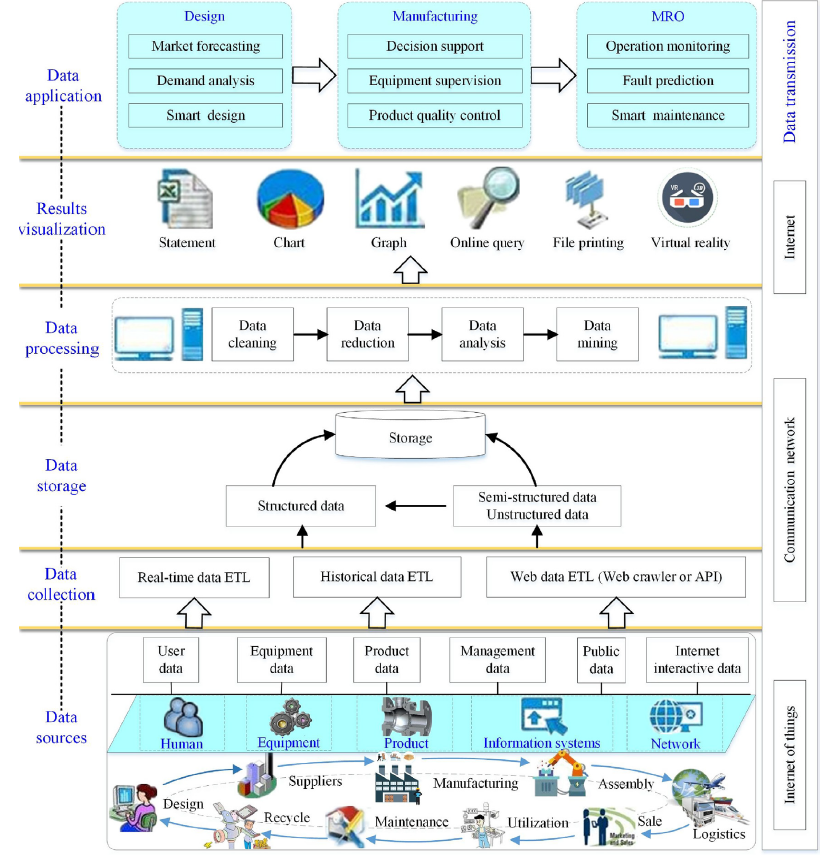 Design
Manufacturing
MRO
Market forecasting
Decision support
Operation monitoring
Data
application
Demand analysis
Equipment supervision
Fault prediction
Smart design
Product quality control
Smart maintenance
Data transmission
Results
visualization
Statement
Chart
Graph
Online query
File printing
VR
Virtual reality
Internet
Data
processing
Data
cleaning
Data
reduction
Data
analysis
Data
mining
Data
storage
Storage
Structured data
Semi-structured data
Unstructured data
Communication network
Data
collection
Real-time data ETL
Historical data ETL
Web data ETL (Web crawler or API)
Data
sources
User
data
Equipment
data
Product
data
Management
data
Public
data
Internet
interactive data
Human
Equipment
Product
Information systems
Network
Internet of things
Design
Suppliers
Manufacturing
Assembly
Recycle
Maintenance
Utilization
Sale
Logistics
Marketing
and Sales